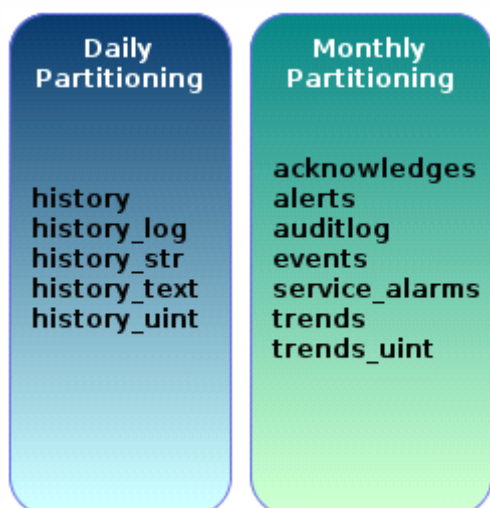 Daily
Partitioning
history
history_log
history_str
history_text
history_uint
Monthly
Partitioning
acknowledges
alerts
auditlog
events
service_alarms
trends
trends_uint